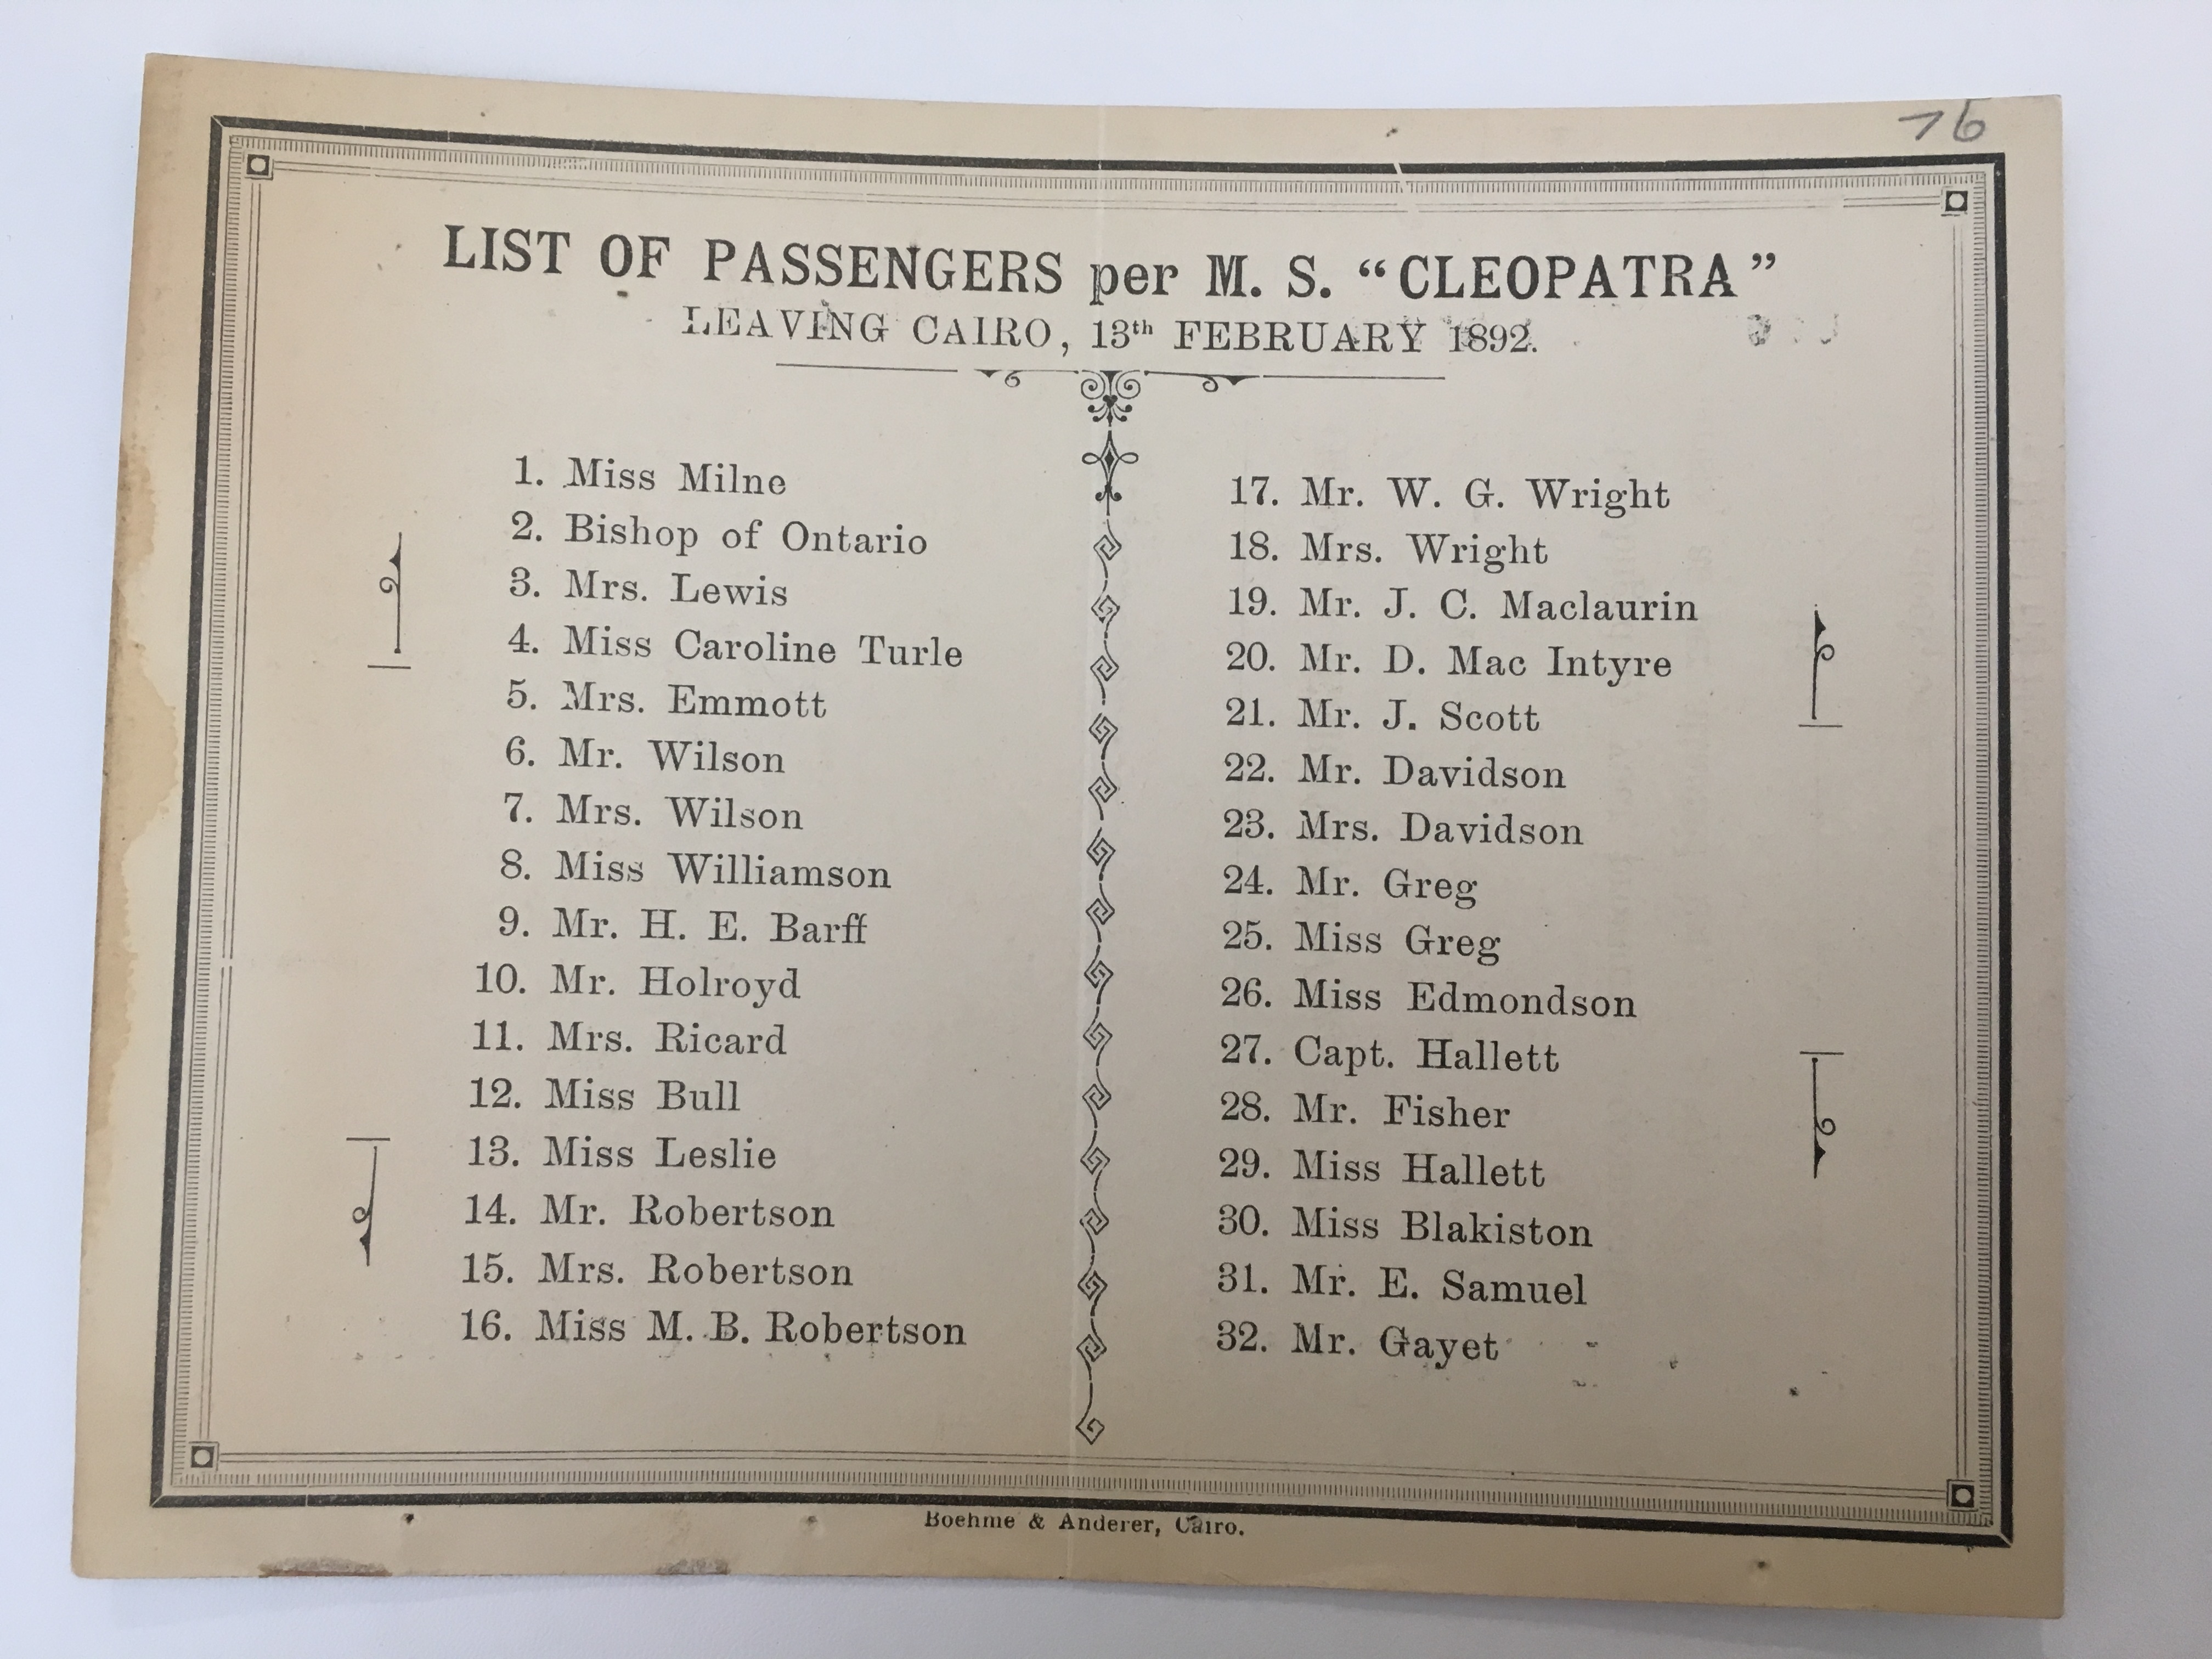 76
LIST OF PASSENGERS per M. S. “CLEOPATRA”
LEAVING CAIRO, 13th FEBRUARY 1892.
1. Miss Milne
2. Bishop of Ontario
3. Mrs. Lewis
4. Miss Caroline Turle
5. Mrs. Emmott
6. Mr. Wilson
7. Mrs. Wilson
8. Miss Williamson
9. Mr. H. E. Barff
10. Mr. Holroyd
11. Mrs. Ricard
12. Miss Bull
13. Miss Leslie
14. Mr. Robertson
15. Mrs. Robertson
16. Miss M. B. Robertson
17. Mr. W. G. Wright
18. Mrs. Wright
19. Mr. J. C. Maclaurin
20. Mr. D. Mac Intyre
21. Mr. J. Scott
22. Mr. Davidson
23. Mrs. Davidson
24. Mr. Greg
25. Miss Greg
26. Miss Edmondson
27. Capt. Hallett
28. Mr. Fisher
29. Miss Hallett
30. Miss Blakiston
31. Mr. E. Samuel
32. Mr. Gayet
Boehme & Anderer, Cairo.